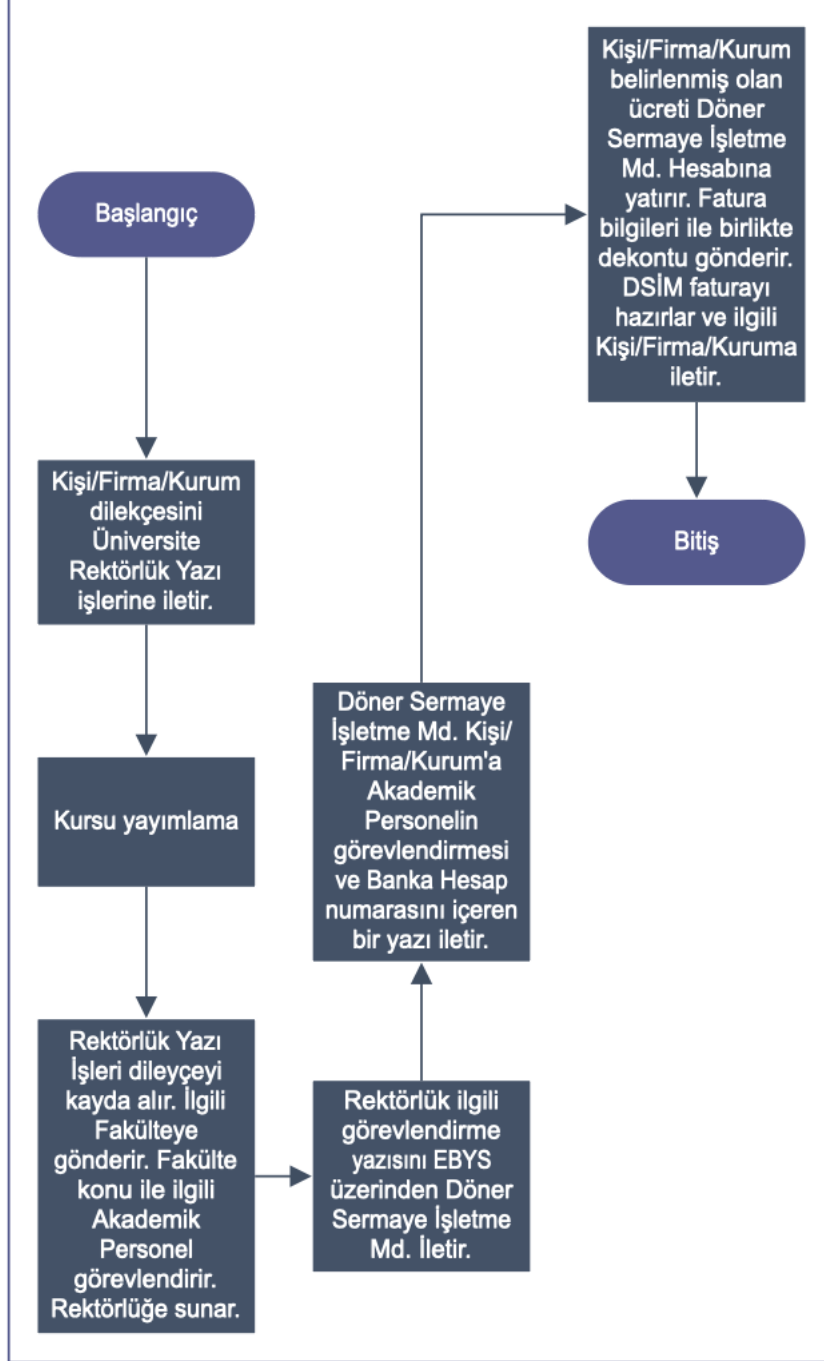 Başlangıç
Kişi/Firma/Kurum
dilekçesini
Üniversite
Rektörlük Yazı
işlerine iletir.
Kursu yayımlama
Rektörlük Yazı
İşleri dileyçeyi
kayda alır. İlgili
Fakülteye
gönderir. Fakülte
konu ile ilgili
Akademik
Personel
görevlendirir.
Rektörlüğe sunar.
Rektörlük ilgili
görevlendirme
yazısını EBYS
üzerinden Döner
Sermaye İşletme
Md. İletir.
Döner Sermaye
İşletme Md. Kişi/
Firma/Kurum'a
Akademik
Personelin
görevlendirmesi
ve Banka Hesap
numarasını içeren
bir yazı iletir.
Kişi/Firma/Kurum
belirlenmiş olan
ücreti Döner
Sermaye İşletme
Md. Hesabına
yatırır. Fatura
bilgileri ile birlikte
dekontu gönderir.
DSİM faturayı
hazırlar ve ilgili
Kişi/Firma/Kuruma
iletir.
Bitiş